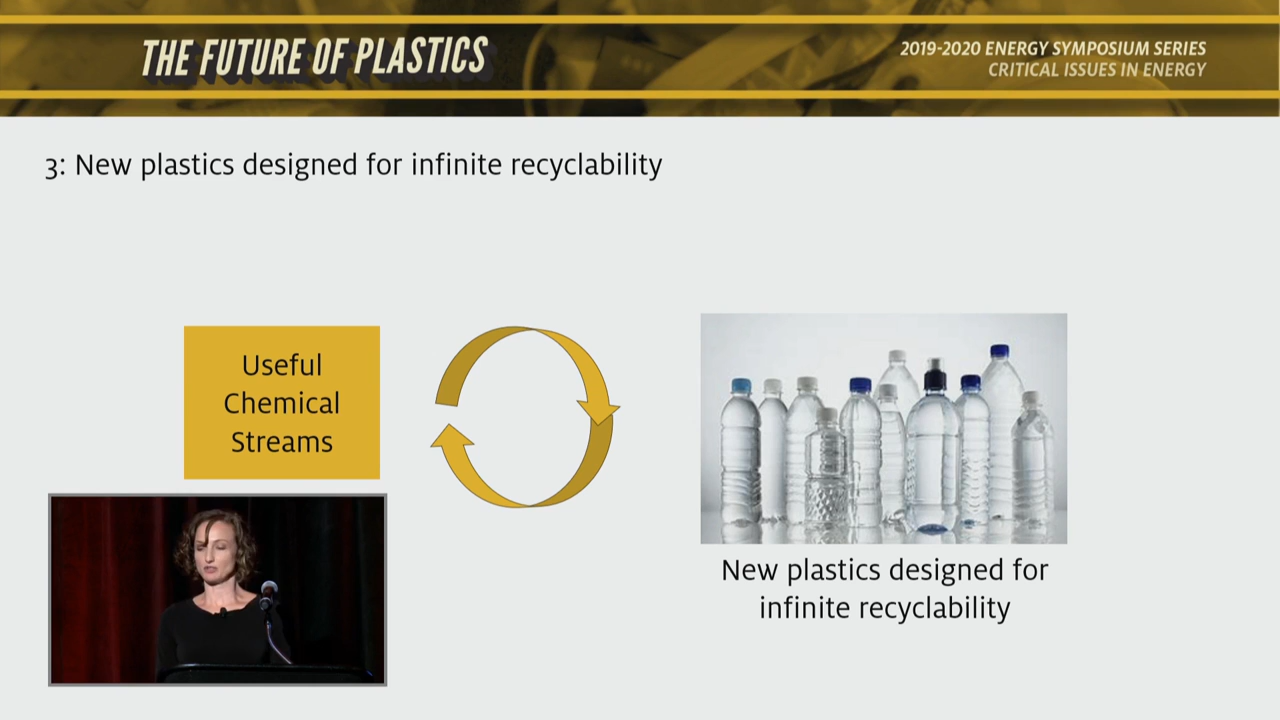 THE FUTURE OF PLASTICS
2019-2020 ENERGY SYMPOSIUM SERIES
CRITICAL ISSUES IN ENERGY
3: New plastics designed for infinite recyclability
Useful
Chemical
Streams
New plastics designed for
infinite recyclability